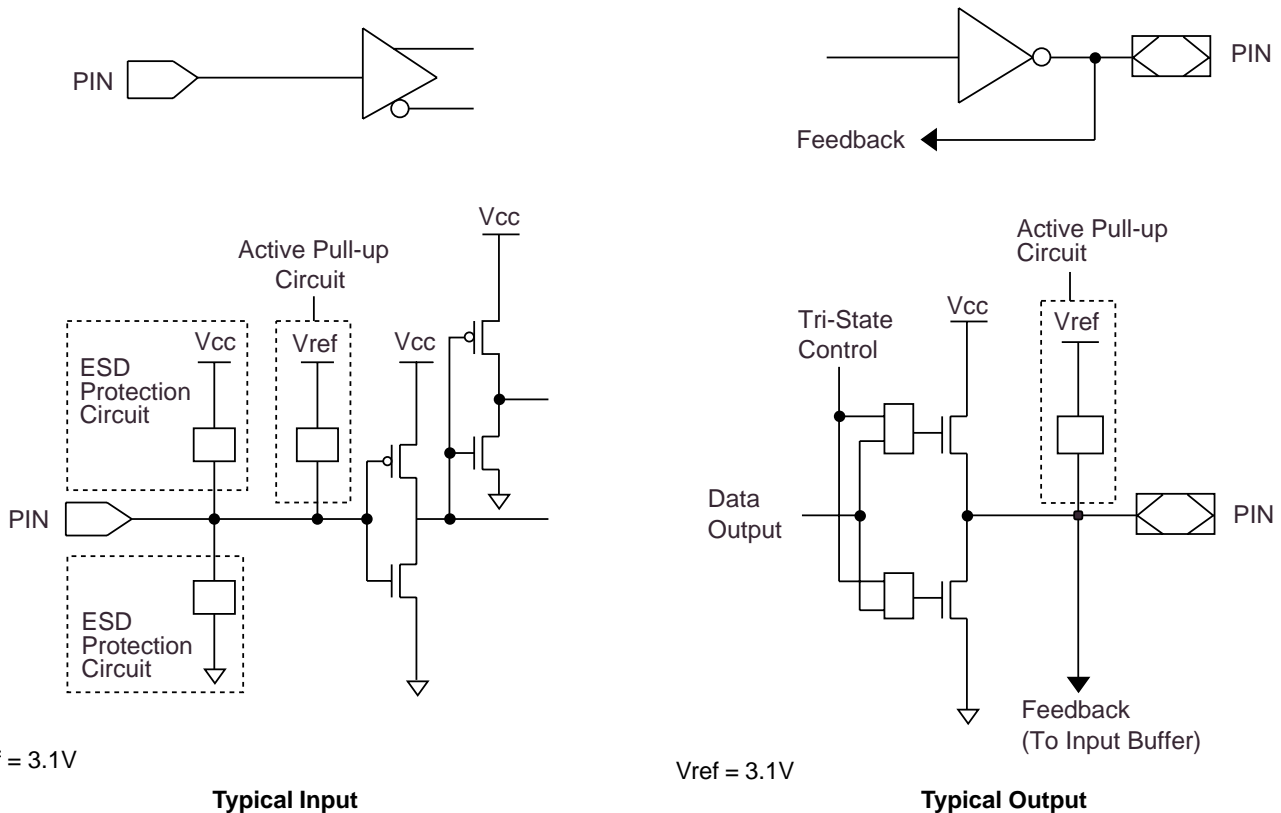 PIN
PIN
Feedback
Vcc
Active Pull-up
Circuit
Vcc
Vref
Vcc
ESD
Protection
Circuit
PIN
ESD
Protection
Circuit
= 3.1V
Typical Input
Active Pull-up
Circuit
Vcc
Vref
Tri-State
Control
Data
Output
PIN
Feedback
(To Input Buffer)
Vref = 3.1V
Typical Output